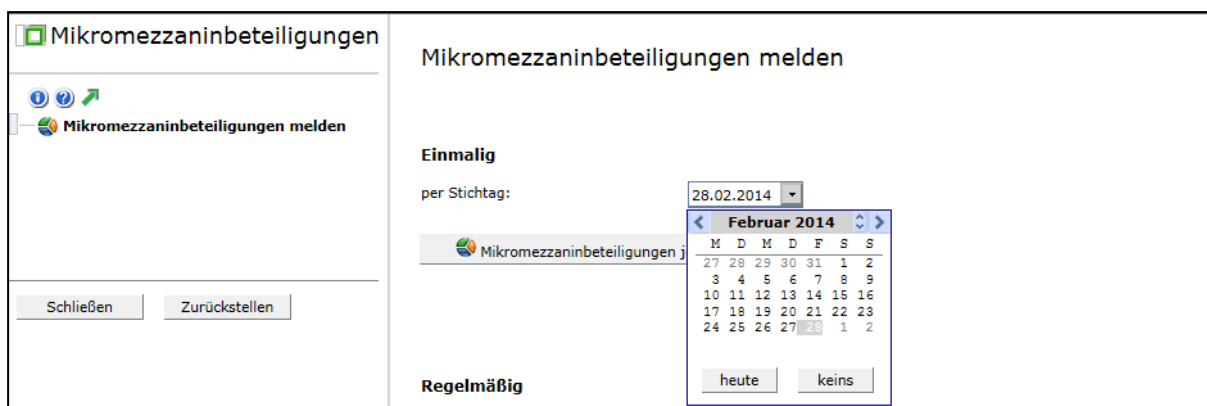 Mikromezzaninbeteiligungen
Mikromezzaninbeteiligungen melden
Schließen Zurückstellen
Mikromezzaninbeteiligungen melden
Einmalig
per Stichtag: 28.02.2014
Mikromezzaninbeteiligungen j
Februar 2014
M D M D F S S
27 28 29 30 31 1 2
3 4 5 6 7 8 9
10 11 12 13 14 15 16
17 18 19 20 21 22 23
24 25 26 27 28 1 2
heute keins
Regelmäßig